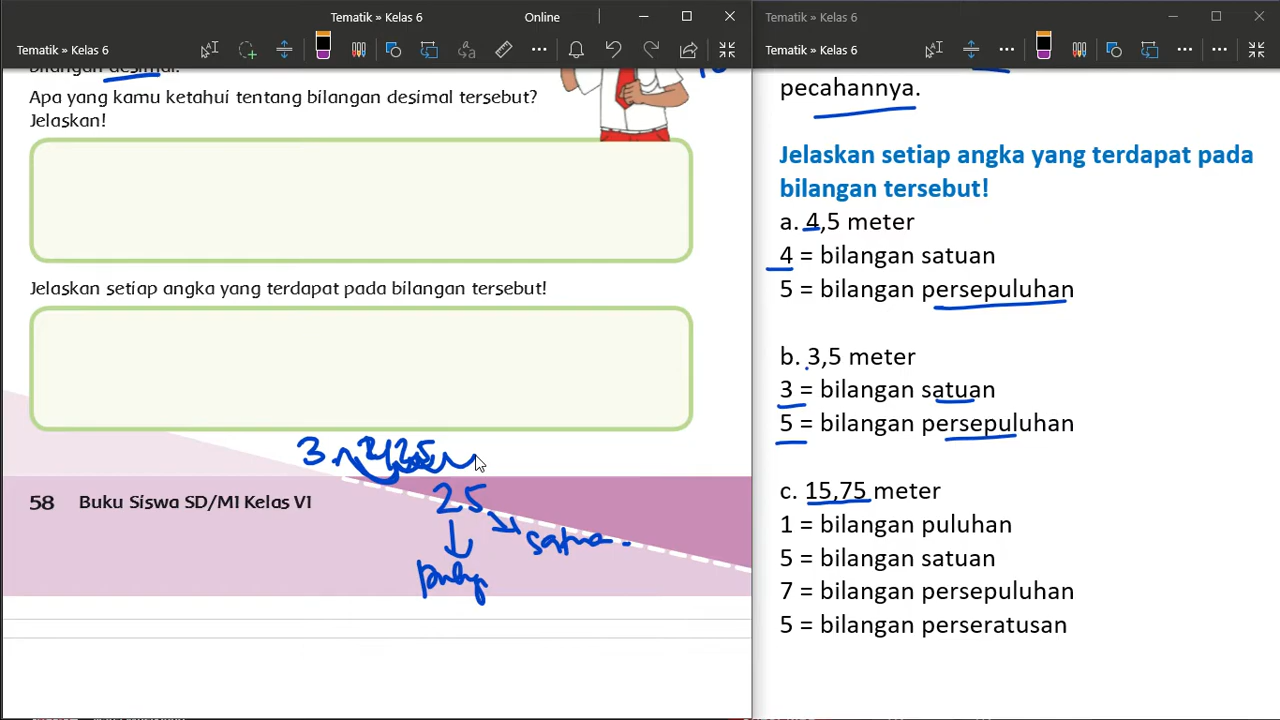 Tematik » Kelas 6
Online
Tematik » Kelas 6
desimal.
Apa yang kamu ketahui tentang bilangan desimal tersebut?
Jelaskan!
Jelaskan setiap angka yang terdapat pada bilangan tersebut!
3
25
58 Buku Siswa SD/MI Kelas VI
Tematik » Kelas 6
Tematik » Kelas 6
pecahannya.
Jelaskan setiap angka yang terdapat pada
bilangan tersebut!
a. 4,5 meter
4 = bilangan satuan
5 = bilangan persepuluhan
b. 3,5 meter
3 = bilangan satuan
5 = bilangan persepuluhan
c. 15,75 meter
1 = bilangan puluhan
5 = bilangan satuan
7 = bilangan persepuluhan
5 = bilangan perseratusan